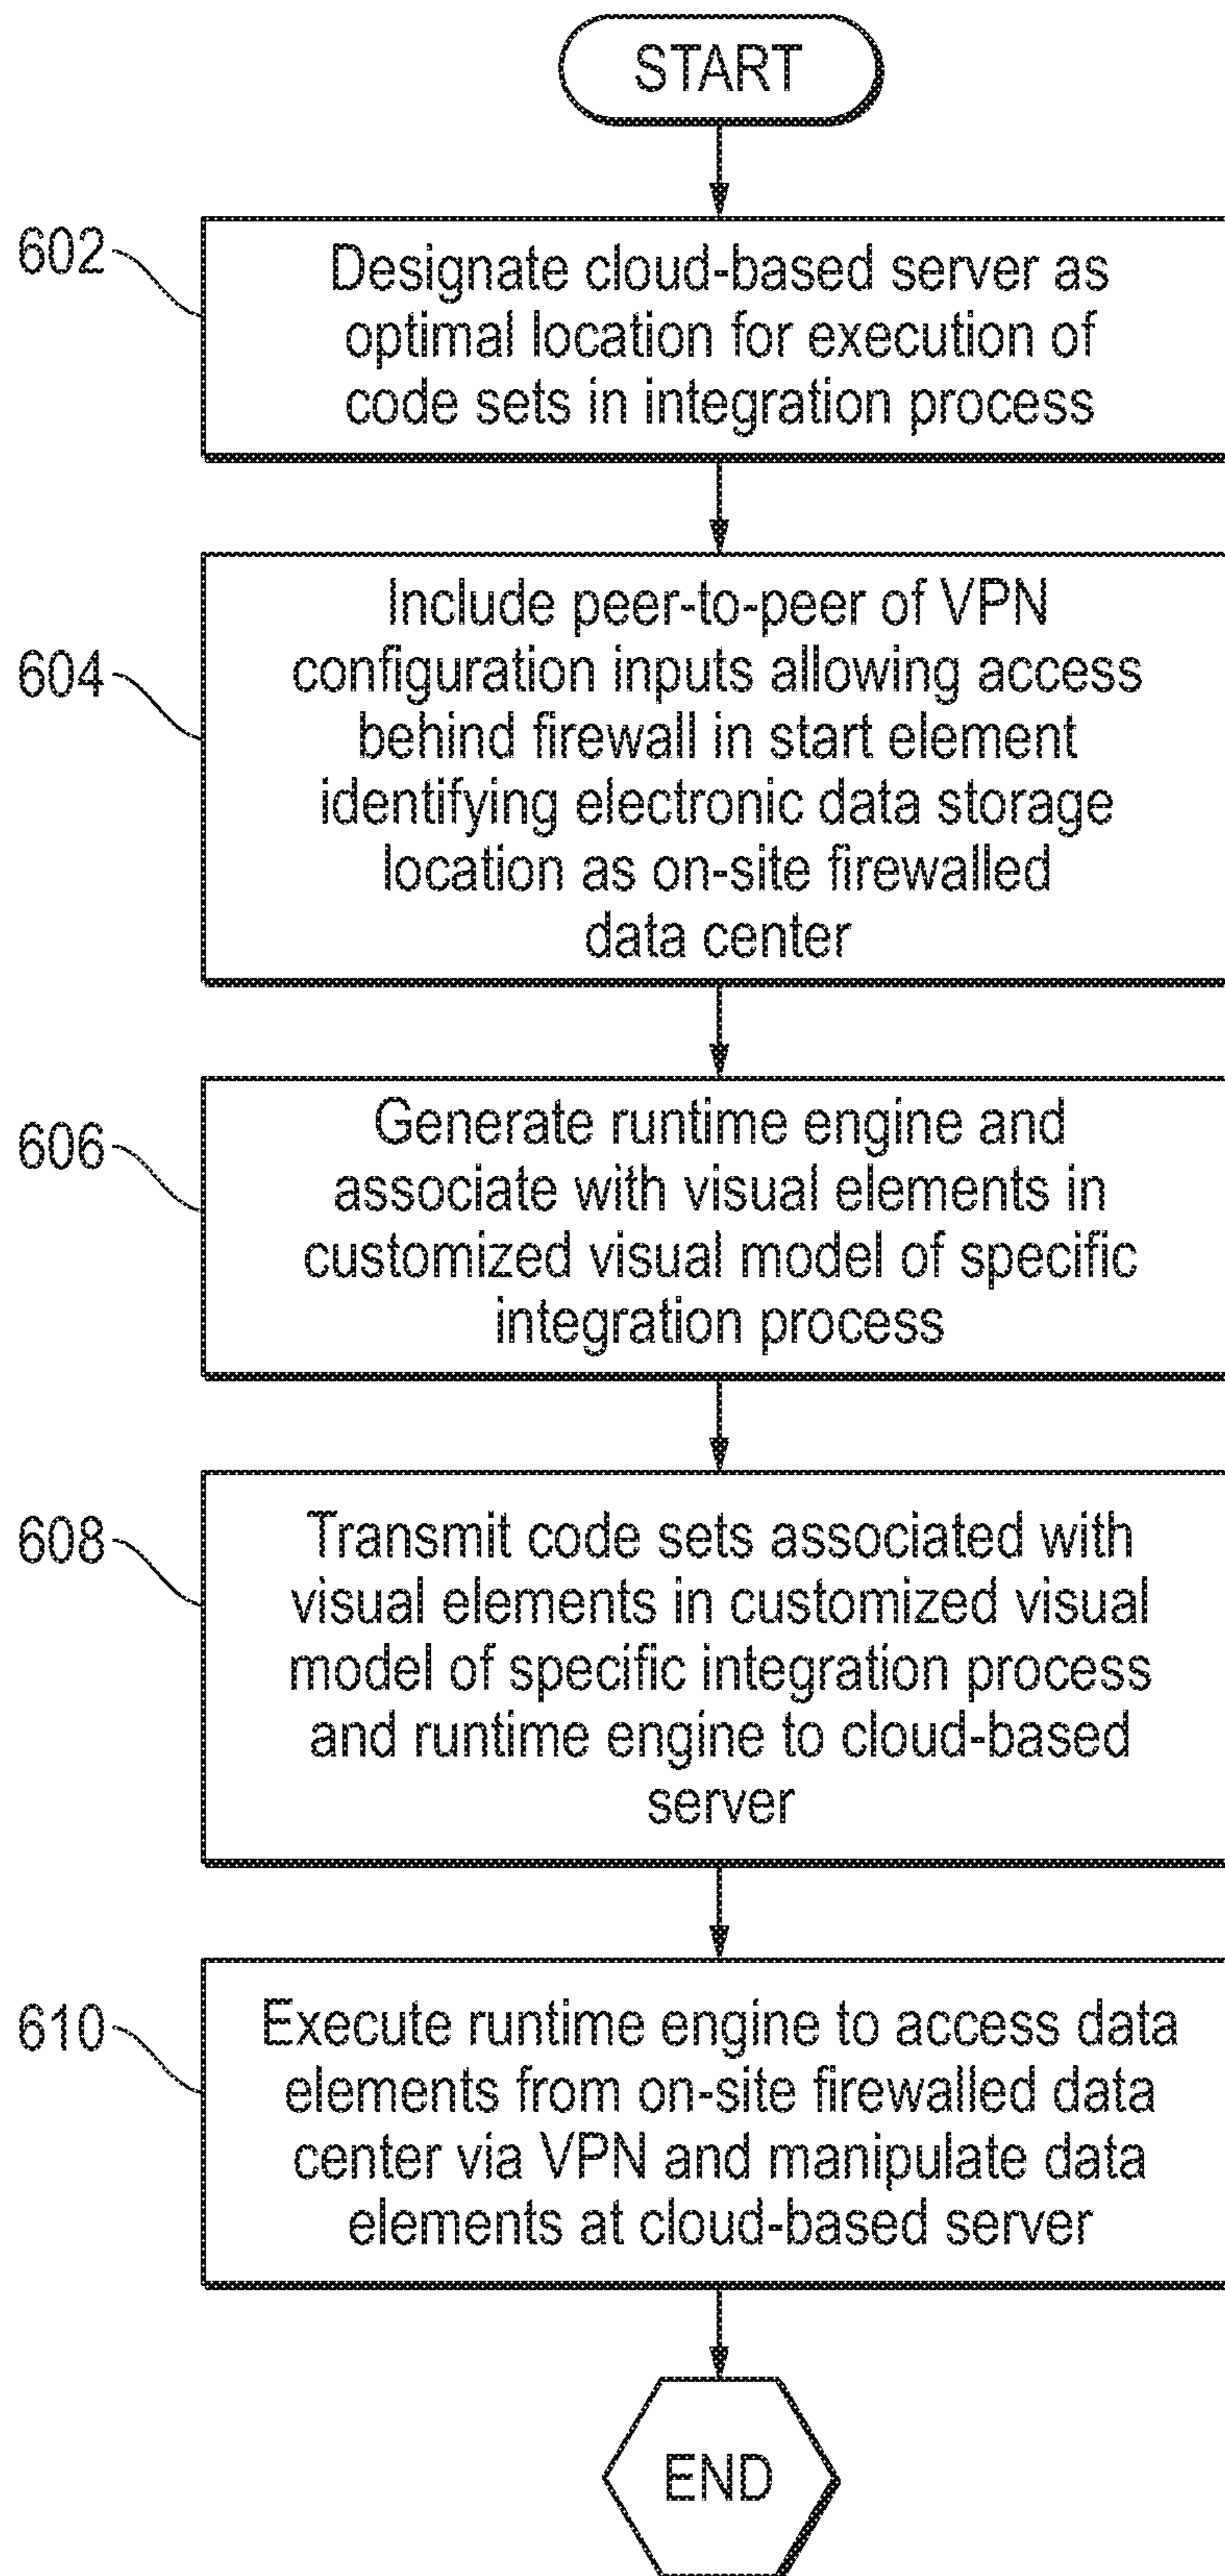 START
602
Designate cloud-based server as
optimal location for execution of
code sets in integration process
604
Include peer-to-peer of VPN
configuration inputs allowing access
behind firewall in start element
identifying electronic data storage
location as on-site firewalled
data center
606
Generate runtime engine and
associate with visual elements in
customized visual model of specific
integration process
608
Transmit code sets associated with
visual elements in customized visual
model of specific integration process
and runtime engine to cloud-based
server
610
Execute runtime engine to access data
elements from on-site firewalled data
center via VPN and manipulate data
elements at cloud-based server
END